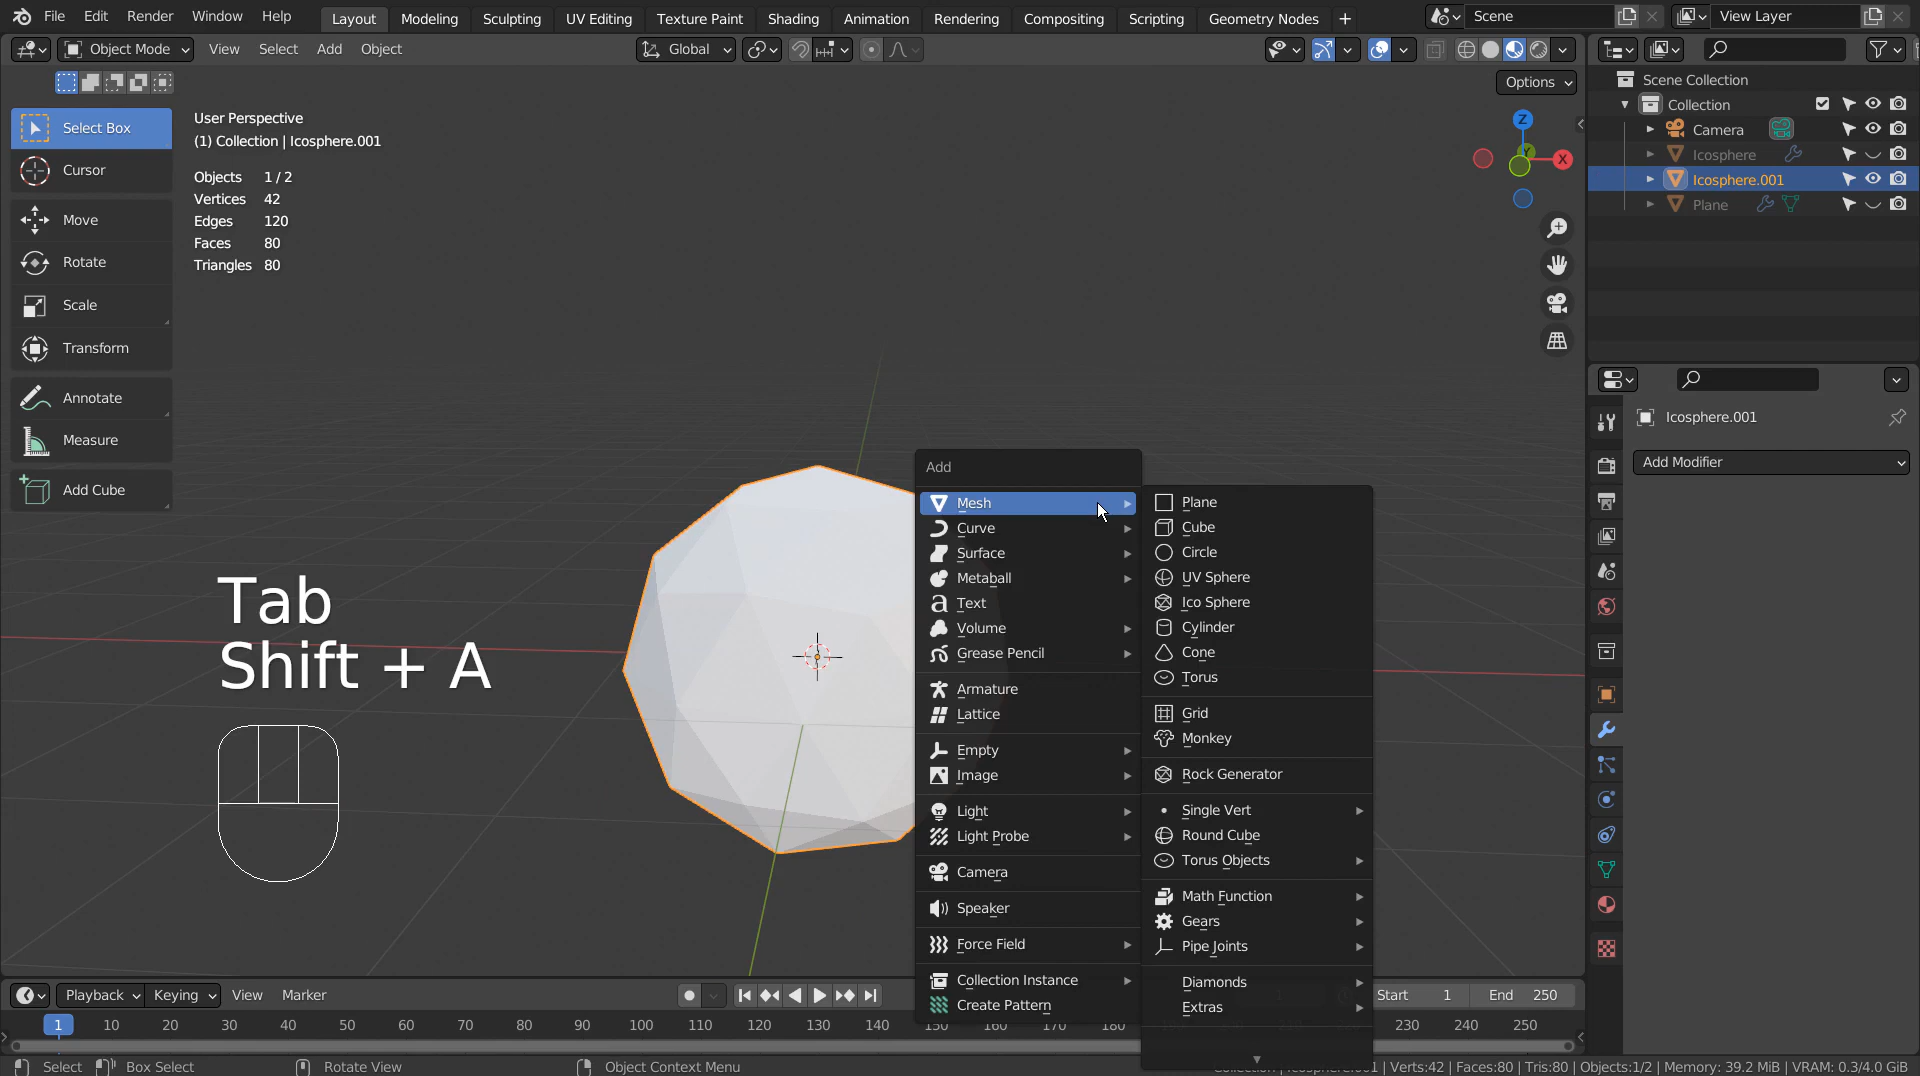 File Edit Render Window Help Layout Modeling Sculpting UV Editing Texture Paint Shading Animation Rendering Compositing Scripting Geometry Nodes + Scene View Layer
Object Mode View Select Add Object Global
Options
Select Box
Cursor
Move
Rotate
Scale
Transform
Annotate
Measure
Add Cube
User Perspective
(1) Collection | Icosphere.001
Objects 1 / 2
Vertices 42
Edges 120
Faces 80
Triangles 80
Z
Y
X
Tab
Shift + A
Add
Mesh
Curve
Surface
Metaball
Text
Volume
Grease Pencil
Armature
Lattice
Empty
Image
Light
Light Probe
Camera
Speaker
Force Field
Collection Instance
Create Pattern
Plane
Cube
Circle
UV Sphere
Ico Sphere
Cylinder
Cone
Torus
Grid
Monkey
Rock Generator
Single Vert
Round Cube
Torus Objects
Math Function
Gears
Pipe Joints
Diamonds
Extras
Scene Collection
Collection
Camera
Icosphere
Icosphere.001
Plane
Icosphere.001
Add Modifier
Playback Keying View Marker Start 1 End 250
1 10 20 30 40 50 60 70 80 90 100 110 120 130 140 150 160 170 180 230 240 250
Select Box Select Rotate View Object Context Menu Collection | Icosphere.001 | Verts:42 | Faces:80 | Tris:80 | Objects:1/2 | Memory: 39.2 MiB | VRAM: 0.3/4.0 GiB